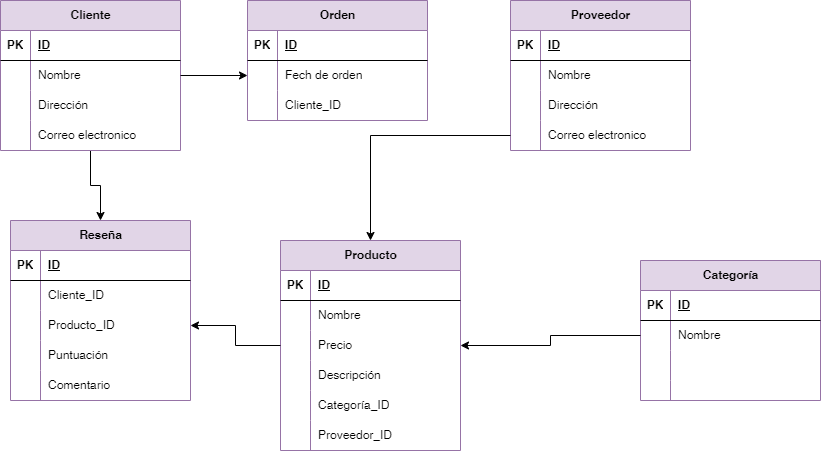 Cliente
PK ID
Nombre
Dirección
Correo electronico
Orden
PK ID
Fech de orden
Cliente_ID
Proveedor
PK ID
Nombre
Dirección
Correo electronico
Reseña
PK ID
Cliente_ID
Producto_ID
Puntuación
Comentario
Producto
PK ID
Nombre
Precio
Descripción
Categoría_ID
Proveedor_ID
Categoría
PK ID
Nombre